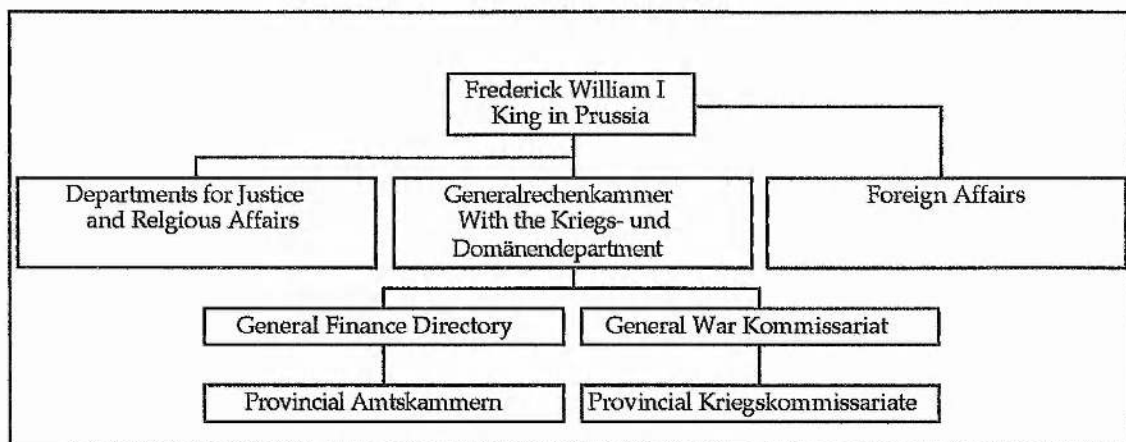 Frederick William I
King in Prussia
Departments for Justice
and Relgious Affairs
Generalrechenkammer
With the Kriegs- und
Domänendepartment
Foreign Affairs
General Finance Directory
General War Kommissariat
Provincial Amtskammern
Provincial Kriegskommissariate